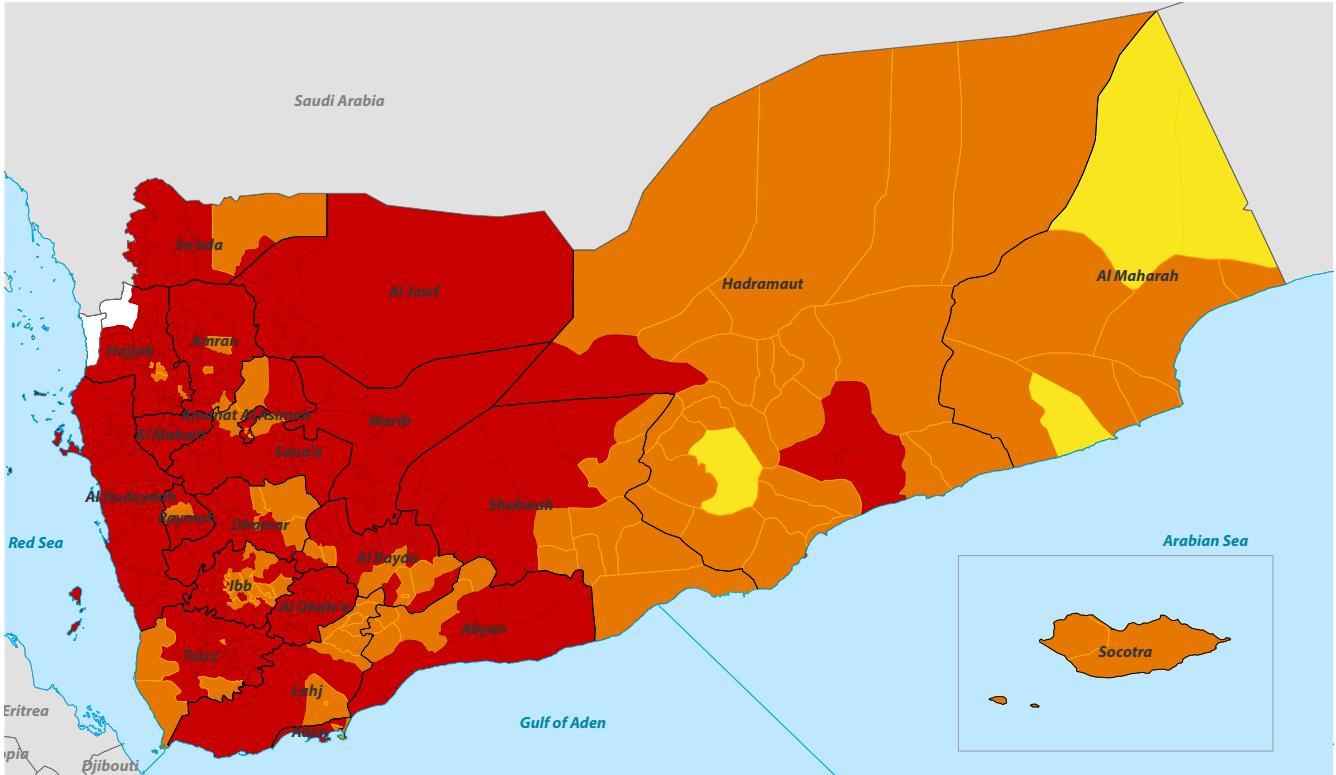 Saudi Arabia
Sa'ada
Al Jawf
Hadramaut
Al Maharah
Hajjah
Amran
Amanat Al Asimah
Al Mahwit
Marib
Sana'a
Al Hudaydah
Raymah
Dhamar
Shabwah
Red Sea
Arabian Sea
Al Bayda
Ibb
Al Dhale'e
Abyan
Taizz
Socotra
Lahj
Eritrea
Gulf of Aden
Aden
opia
Djibouti